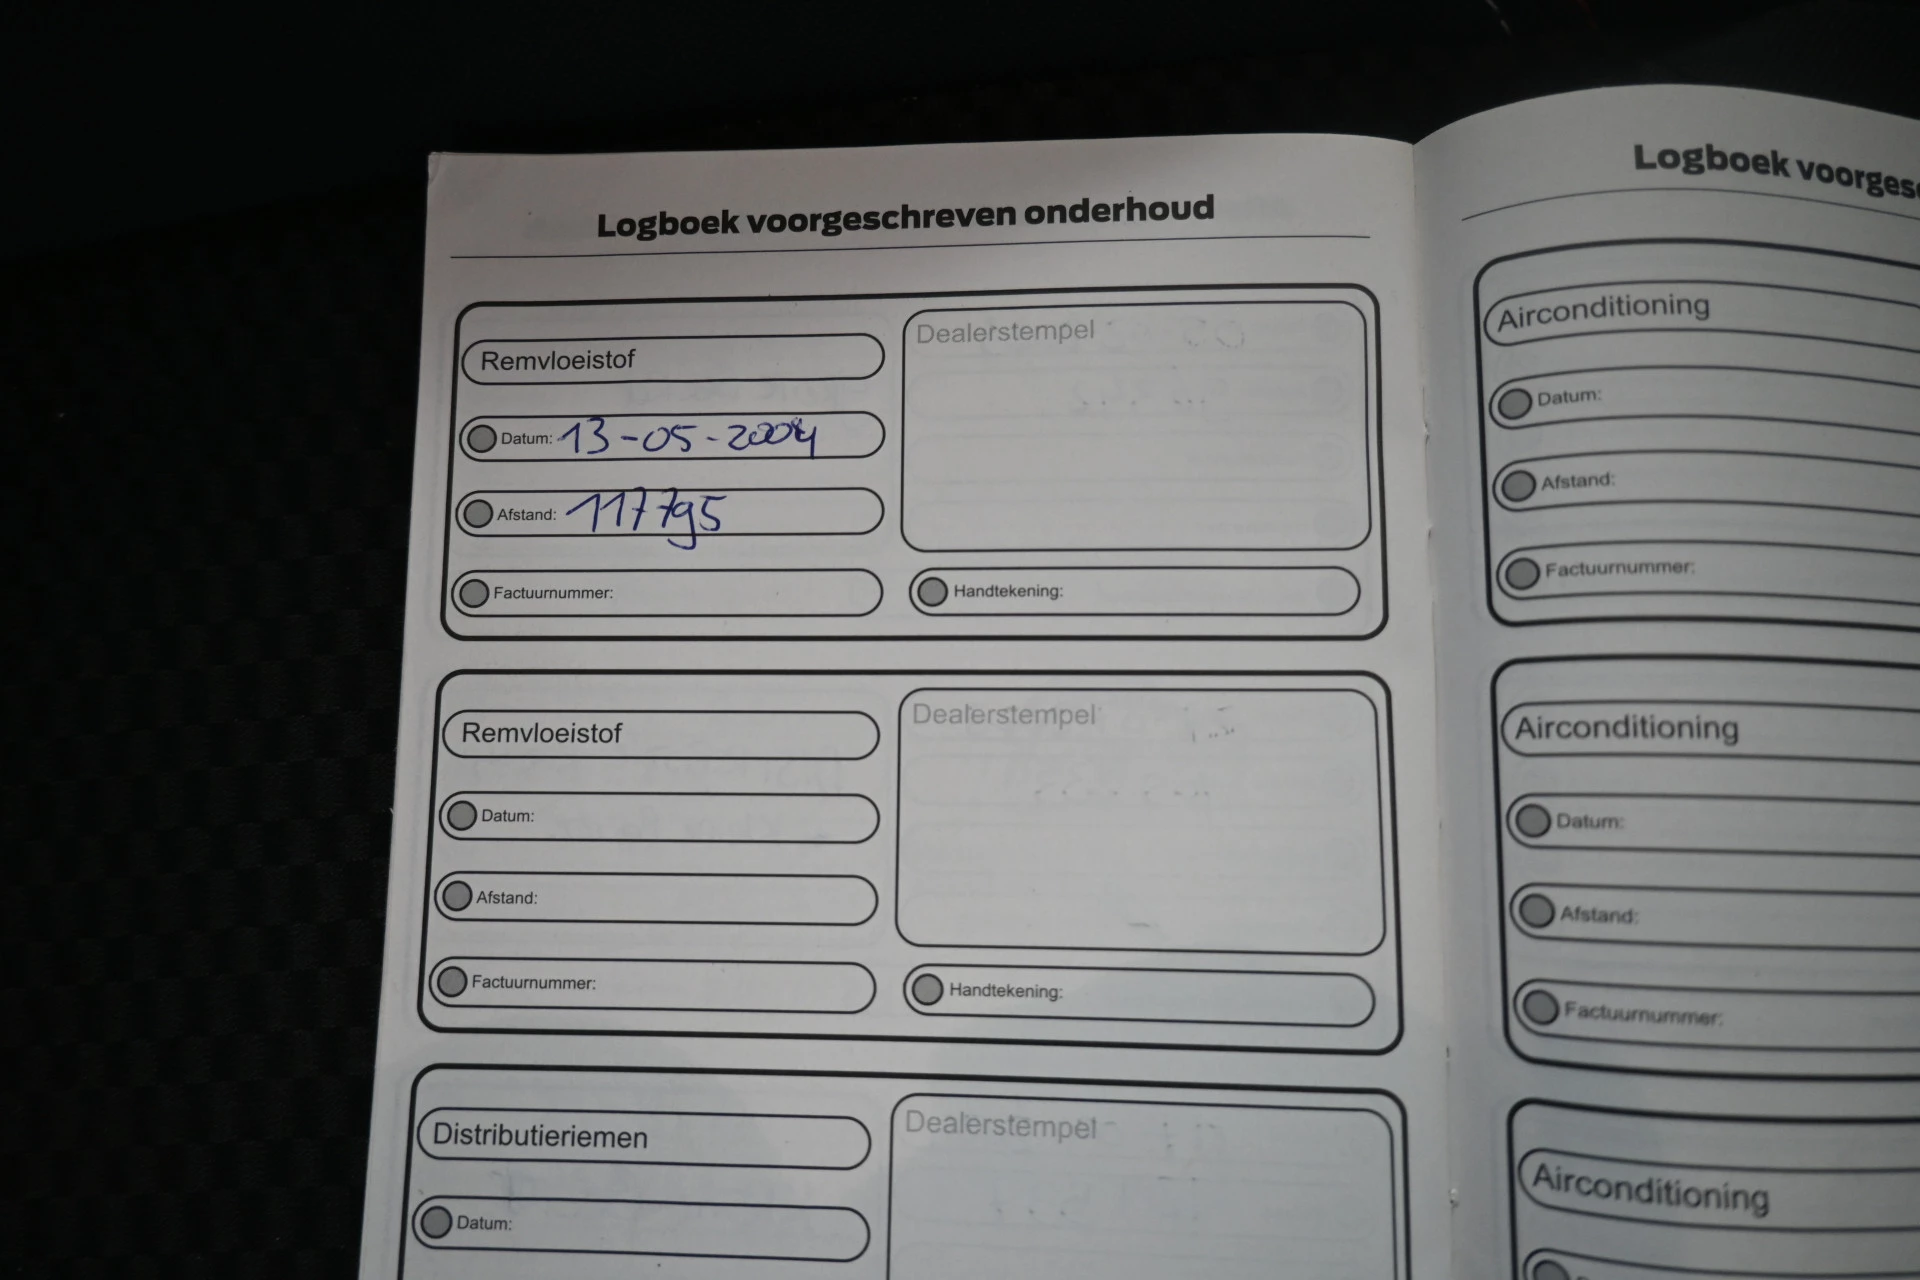 Logboek voorgeschreven onderhoud
Remvloeistof
Dealerstempel
Datum: 13-05-2004
Afstand: 117795
Factuurnummer:
Handtekening:
Remvloeistof
Dealerstempel
Datum:
Afstand:
Factuurnummer:
Handtekening:
Distributieriemen
Dealerstempel
Datum:
Logboek voorges
Airconditioning
Datum:
Afstand:
Factuurnummer:
Airconditioning
Datum:
Afstand:
Factuurnummer:
Airconditioning